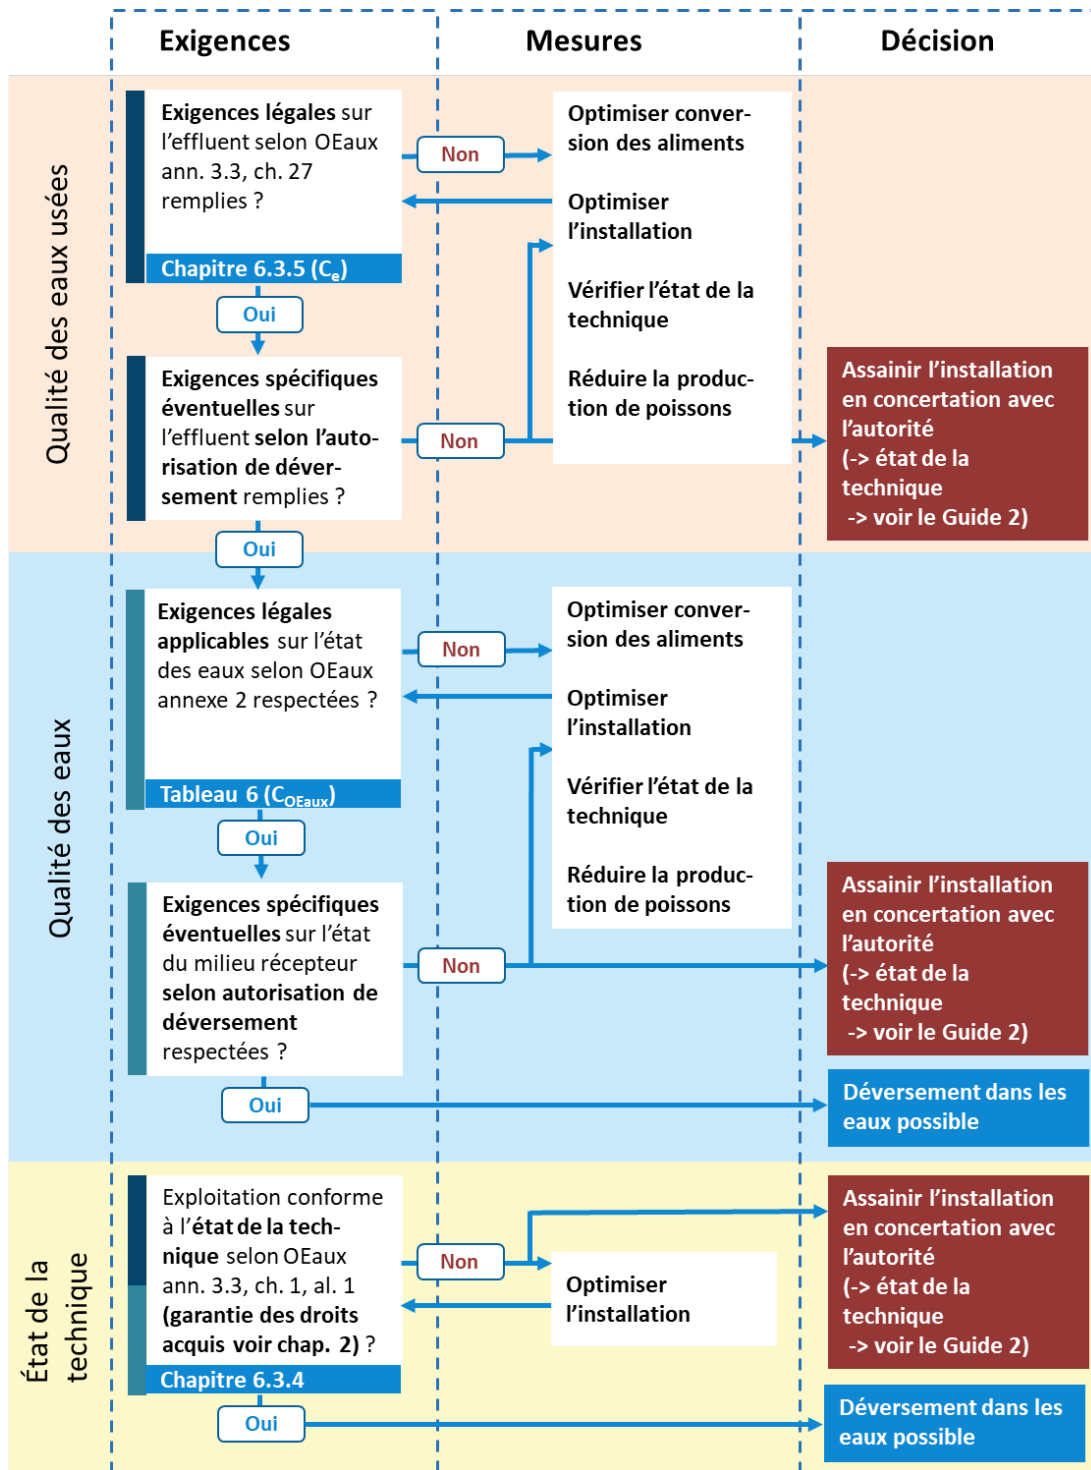 Exigences
Mesures
Décision
Qualité des eaux usées
Exigences légales sur
l'effluent selon OEaux
ann. 3.3, ch. 27
remplies ?
Chapitre 6.3.5 (Ce)
Non
Optimiser conver-
sion des aliments
Optimiser
l'installation
Vérifier l'état de la
technique
Réduire la produc-
tion de poissons
Oui
Exigences spécifiques
éventuelles sur
l'effluent selon l'auto-
risation de déver-
sement remplies ?
Non
Assainir l'installation
en concertation avec
l'autorité
(-> état de la
technique
-> voir le Guide 2)
Oui
Qualité des eaux
Exigences légales
applicables sur l'état
des eaux selon OEaux
annexe 2 respectées ?
Tableau 6 (COEaux)
Non
Optimiser conver-
sion des aliments
Optimiser
l'installation
Vérifier l'état de la
technique
Réduire la produc-
tion de poissons
Oui
Exigences spécifiques
éventuelles sur l'état
du milieu récepteur
selon autorisation de
déversement
respectées ?
Non
Assainir l'installation
en concertation avec
l'autorité
(-> état de la
technique
-> voir le Guide 2)
Oui
Déversement dans les
eaux possible
État de la
technique
Exploitation conforme
à l'état de la tech-
nique selon OEaux
ann. 3.3, ch. 1, al. 1
(garantie des droits
acquis voir chap. 2) ?
Chapitre 6.3.4
Non
Optimiser
l'installation
Assainir l'installation
en concertation avec
l'autorité
(-> état de la
technique
-> voir le Guide 2)
Oui
Déversement dans les
eaux possible